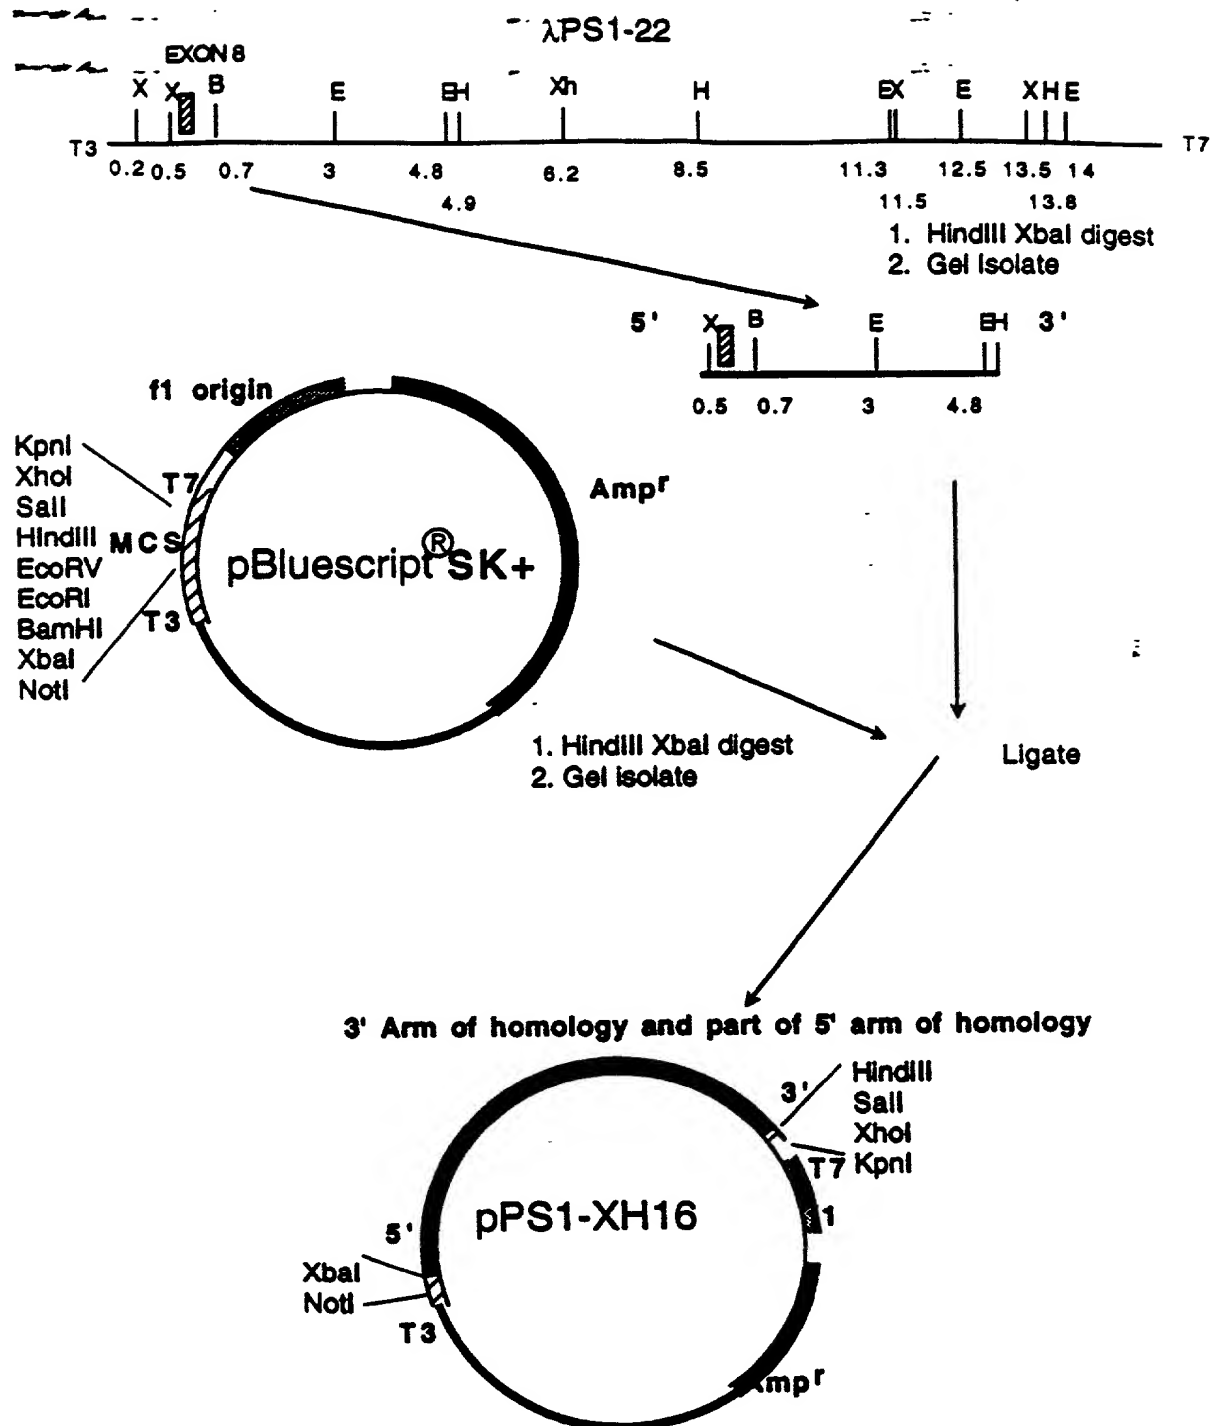 λPS1-22
EXON 8
X X B E EH Xh H EX E X H E
T3 T7
0.2 0.5 0.7 3 4.8 6.2 8.5 11.3 12.5 13.5 14
4.9 11.5 13.8
1. HindIII XbaI digest
2. Gel Isolate
5' X B E EH 3'
0.5 0.7 3 4.8
f1 origin
KpnI
XhoI
SalI
HindIII
EcoRV
EcoRI
BamHI
XbaI
NotI
T7
MCS
T3
Amp r
pBluescript® SK+
1. HindIII XbaI digest
2. Gel isolate
Ligate
3' Arm of homology and part of 5' arm of homology
3'
HindIII
SalI
XhoI
KpnI
T7
1
pPS1-XH16
5'
XbaI
NotI
T3
Amp r